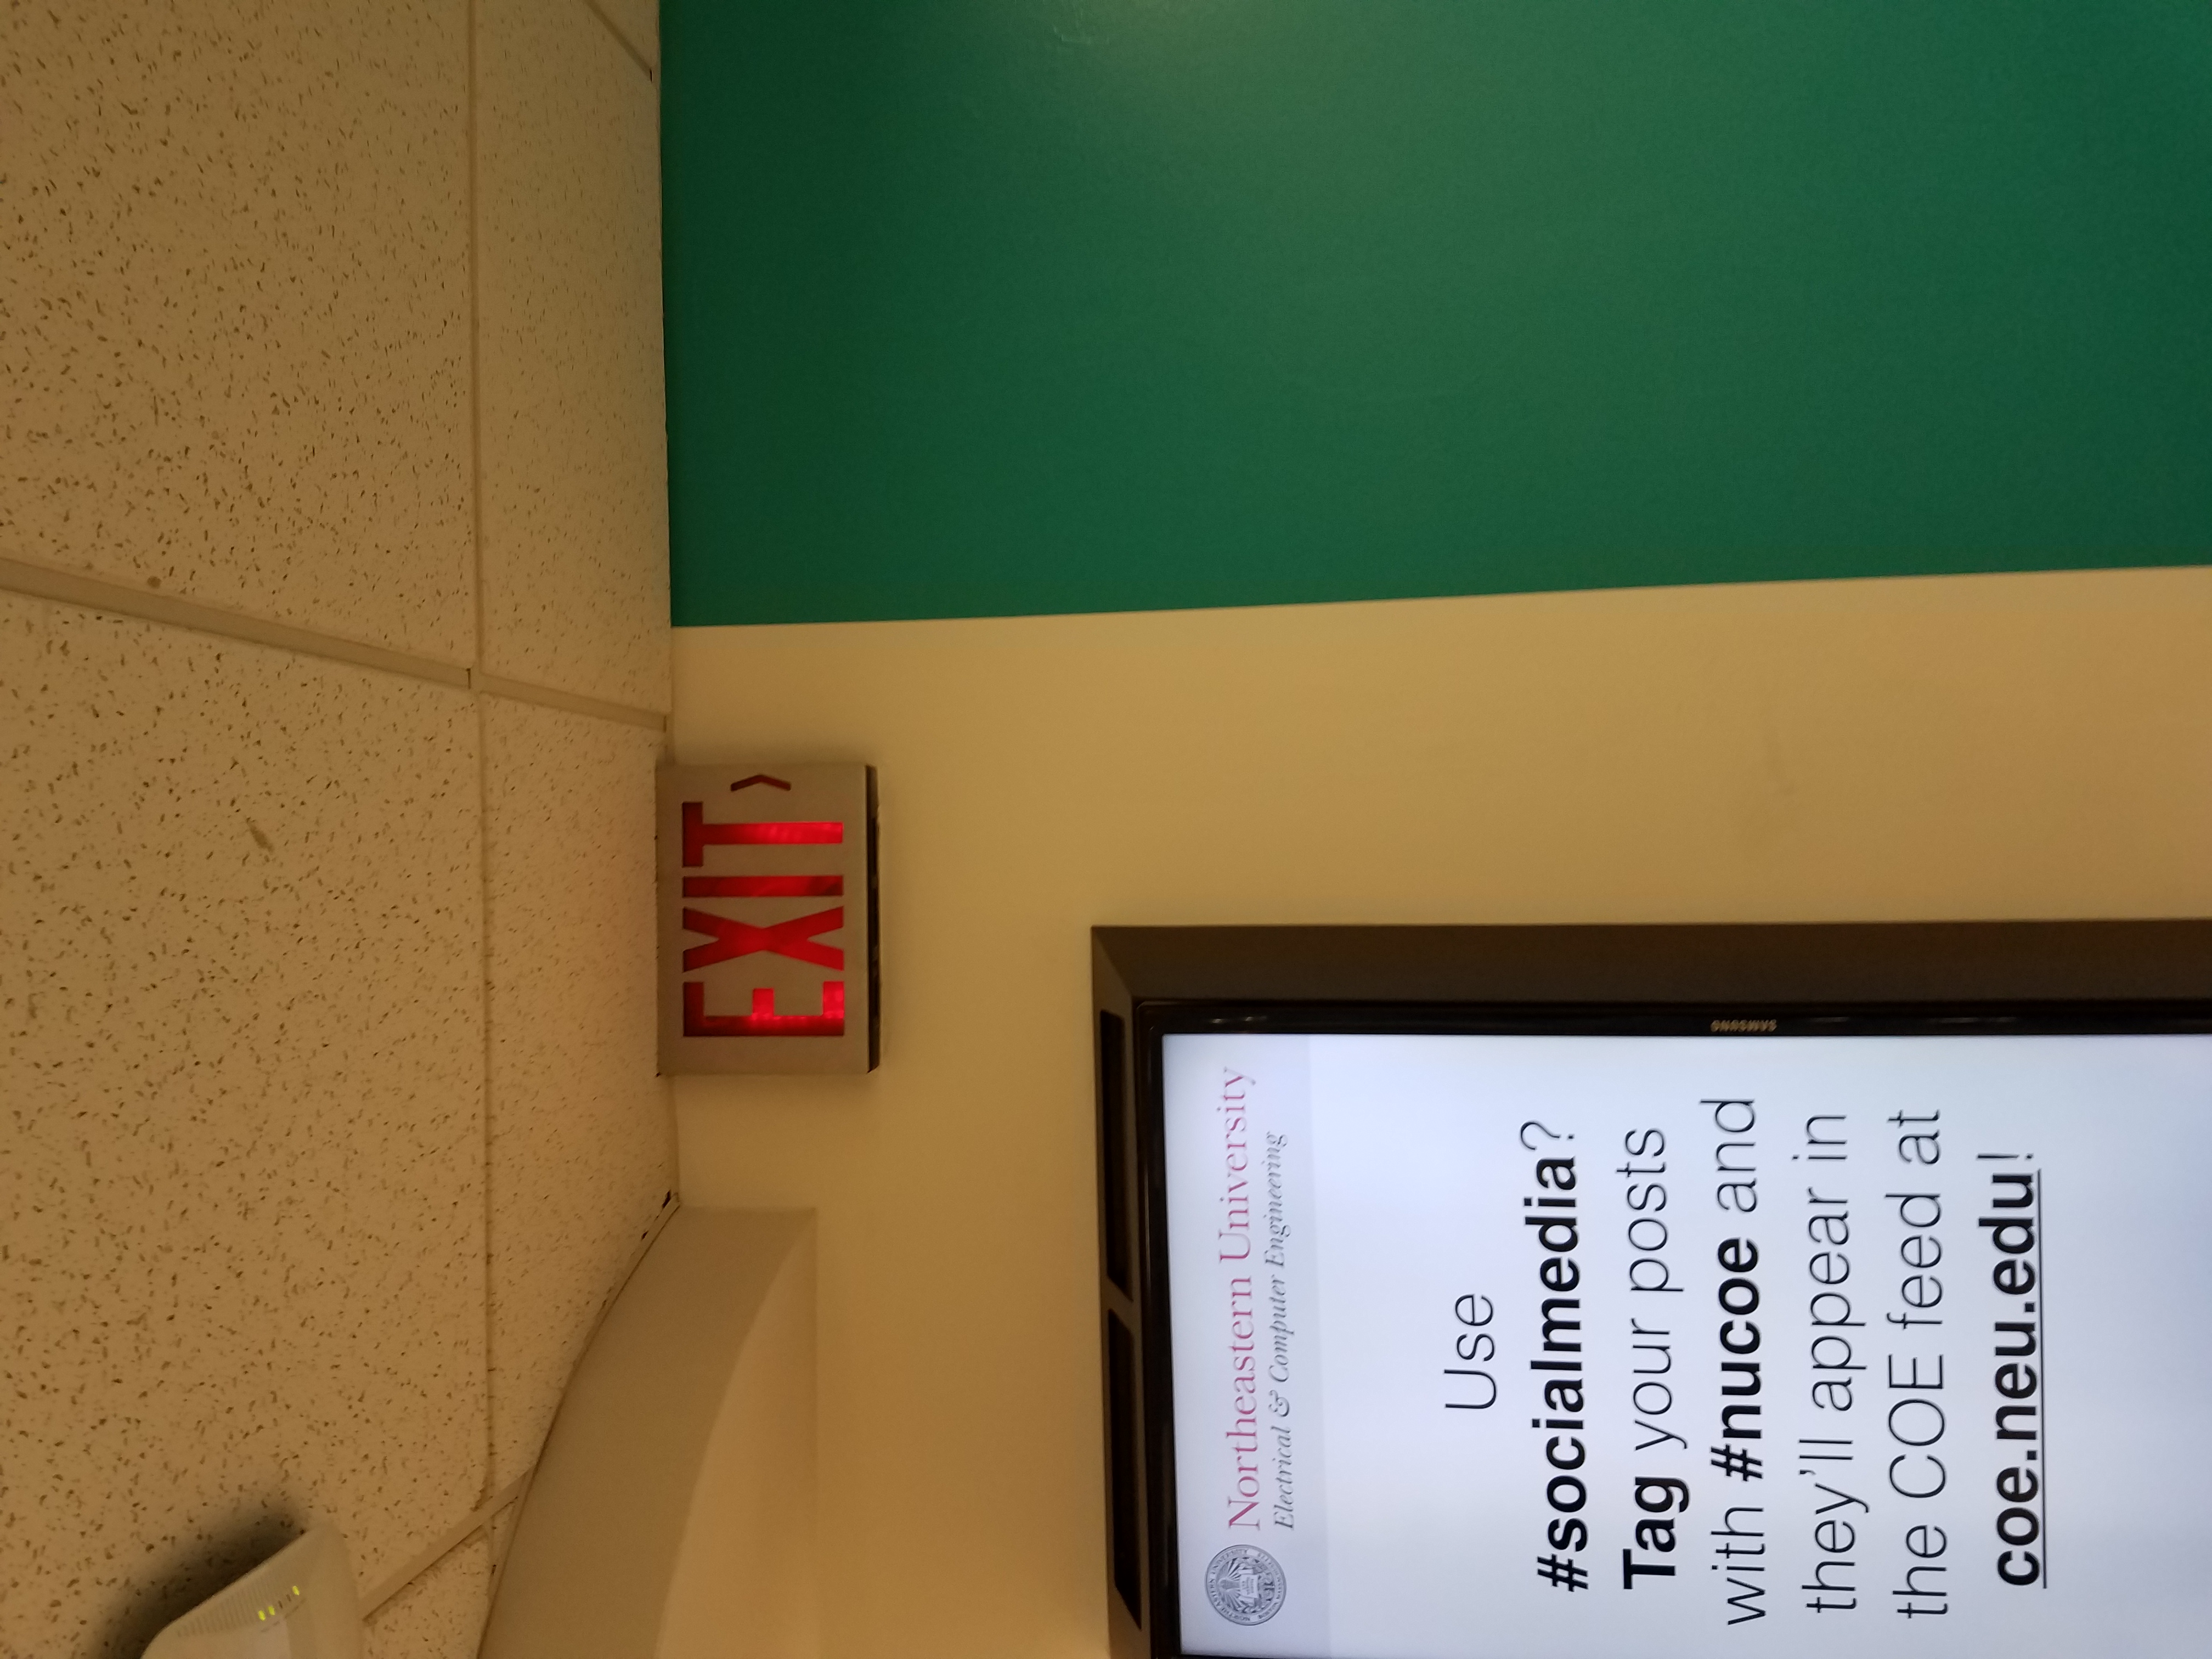 EXIT
Northeastern University
Electrical & Computer Engineering
Use
#socialmedia?
Tag your posts
with #nucoe and
they'll appear in
the COE feed at
coe.neu.edu!
SAMSUNG